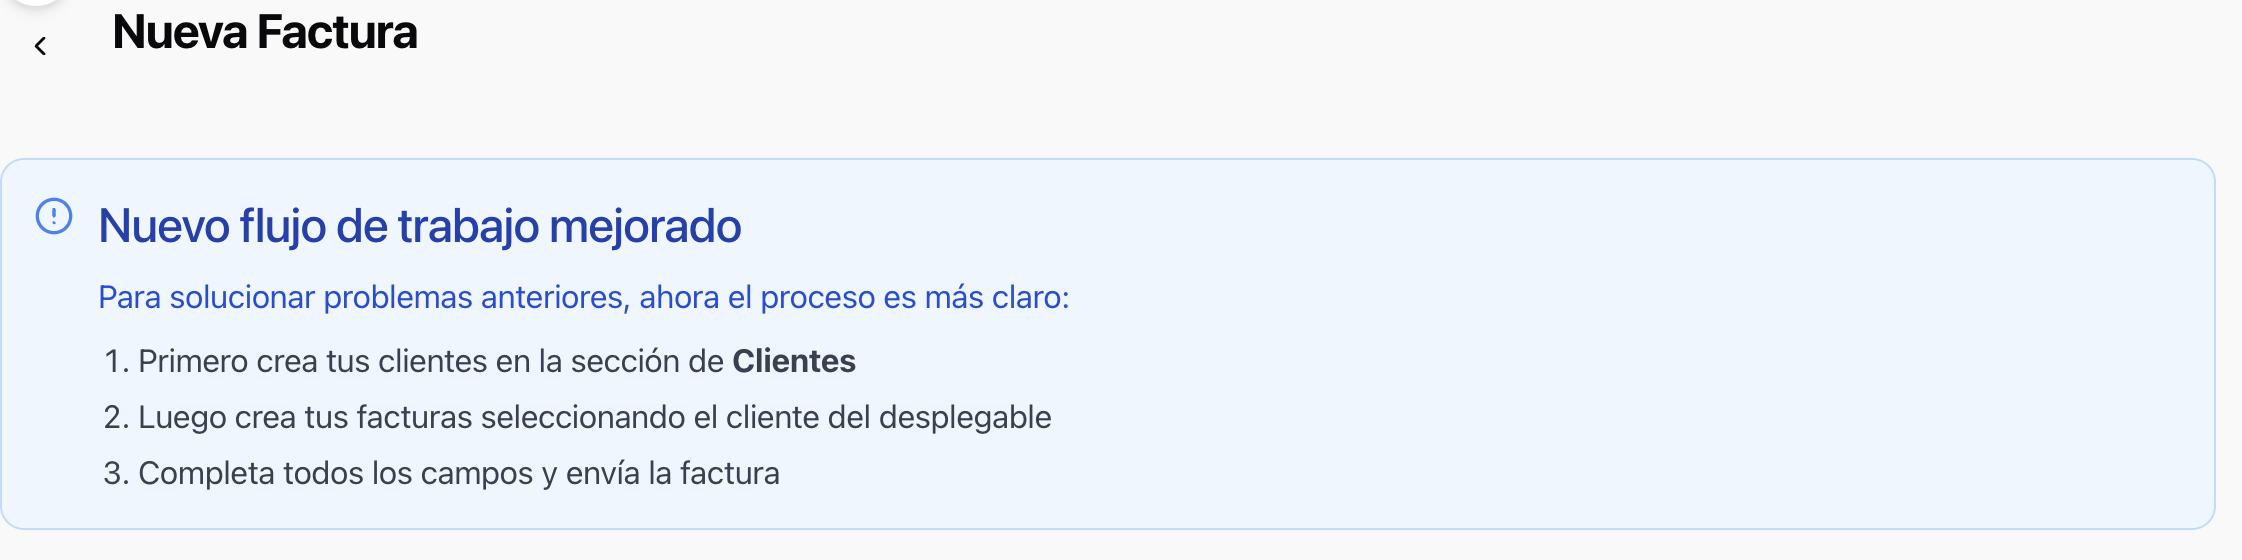 Nueva Factura
Nuevo flujo de trabajo mejorado
Para solucionar problemas anteriores, ahora el proceso es más claro:
1. Primero crea tus clientes en la sección de Clientes
2. Luego crea tus facturas seleccionando el cliente del desplegable
3. Completa todos los campos y envía la factura